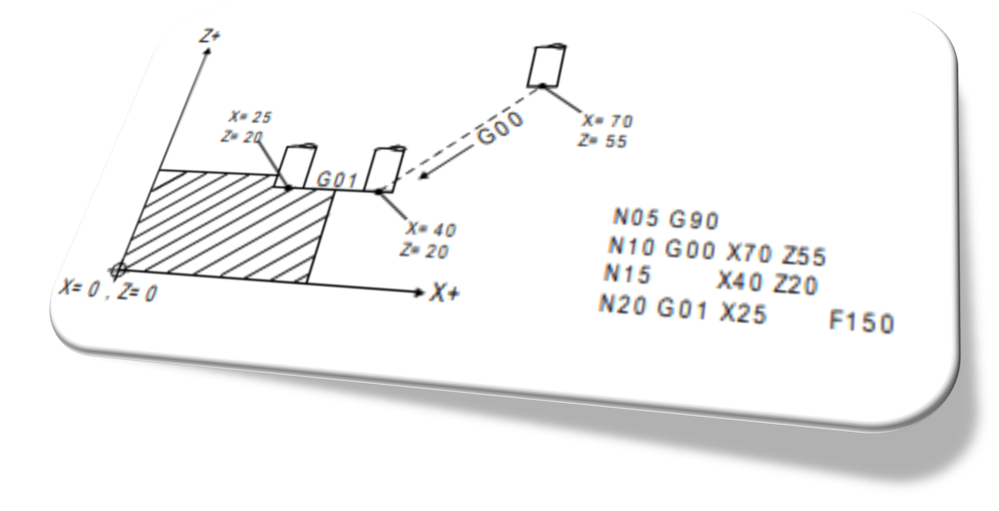 Z+
X= 25
Z= 20
G00
X= 70
Z= 55
G01
X= 40
Z= 20
X= 0 , Z= 0
X+
N05 G90
N10 G00 X70 Z55
N15 X40 Z20
N20 G01 X25 F150